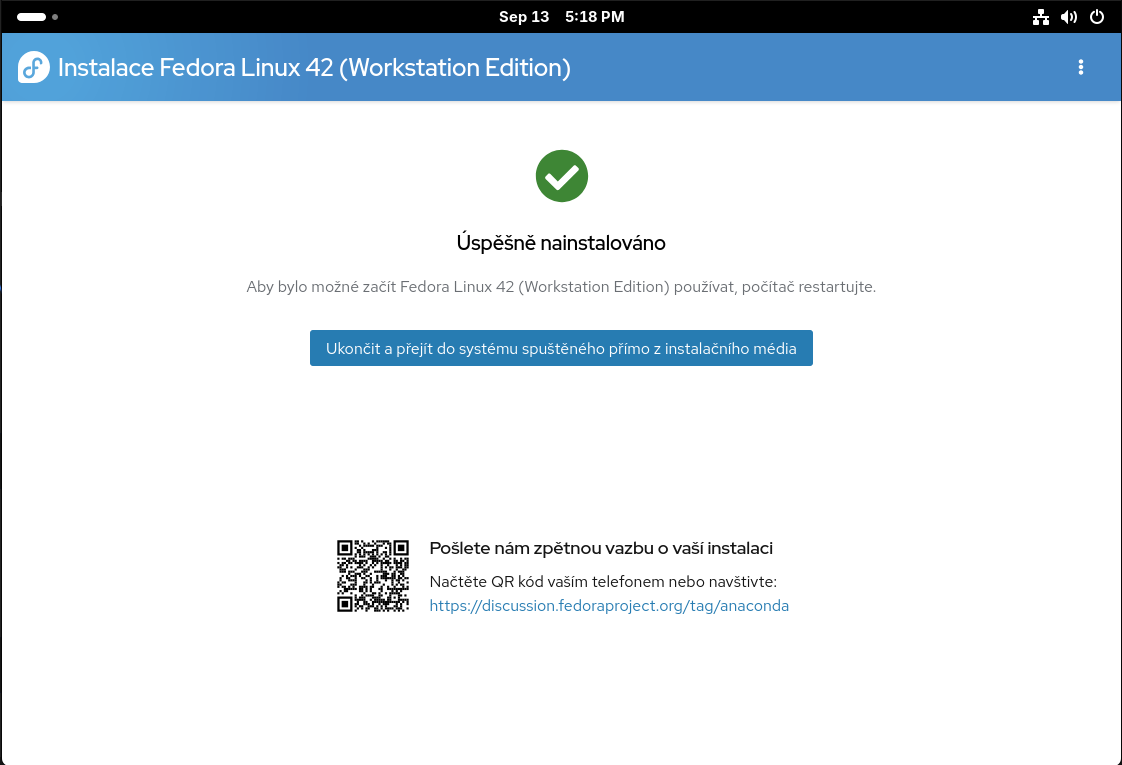 Sep 13 5:18 PM
Instalace Fedora Linux 42 (Workstation Edition)
Úspěšně nainstalováno
Aby bylo možné začít Fedora Linux 42 (Workstation Edition) používat, počítač restartujte.
Ukončit a přejít do systému spuštěného přímo z instalačního média
Pošlete nám zpětnou vazbu o vaší instalaci
Načtěte QR kód vaším telefonem nebo navštivte:
https://discussion.fedoraproject.org/tag/anaconda